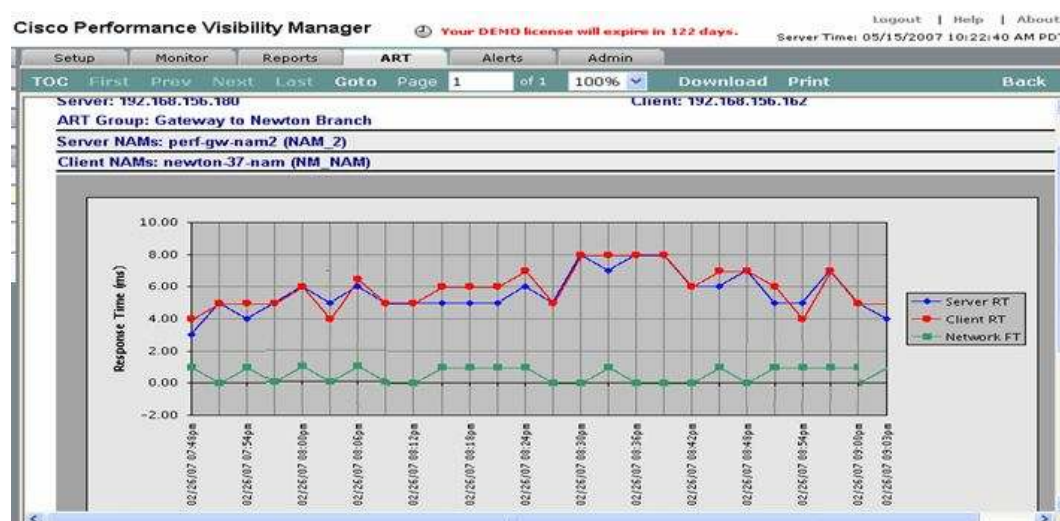 Cisco Performance Visibility Manager
Your DEMO license will expire in 122 days.
Logout | Help | About
Server Time: 05/15/2007 10:22:40 AM PD
Setup Monitor Reports ART Alerts Admin
TOC First Prev Next Last Goto Page 1 of 1 100% Download Print Back
Server: 192.168.156.180 Client: 192.168.156.162
ART Group: Gateway to Newton Branch
Server NAMs: perf-gw-nam2 (NAM_2)
Client NAMs: newton-37-nam (NM_NAM)
Response Time (ms)
10.00
8.00
6.00
4.00
2.00
0.00
-2.00
02/26/07 07:48pm
02/26/07 07:54pm
02/26/07 08:00pm
02/26/07 08:06pm
02/26/07 08:12pm
02/26/07 08:18pm
02/26/07 08:24pm
02/26/07 08:30pm
02/26/07 08:36pm
02/26/07 08:42pm
02/26/07 08:48pm
02/26/07 08:54pm
02/26/07 09:00pm
02/26/07 09:03pm
Server RT
Client RT
Network FT